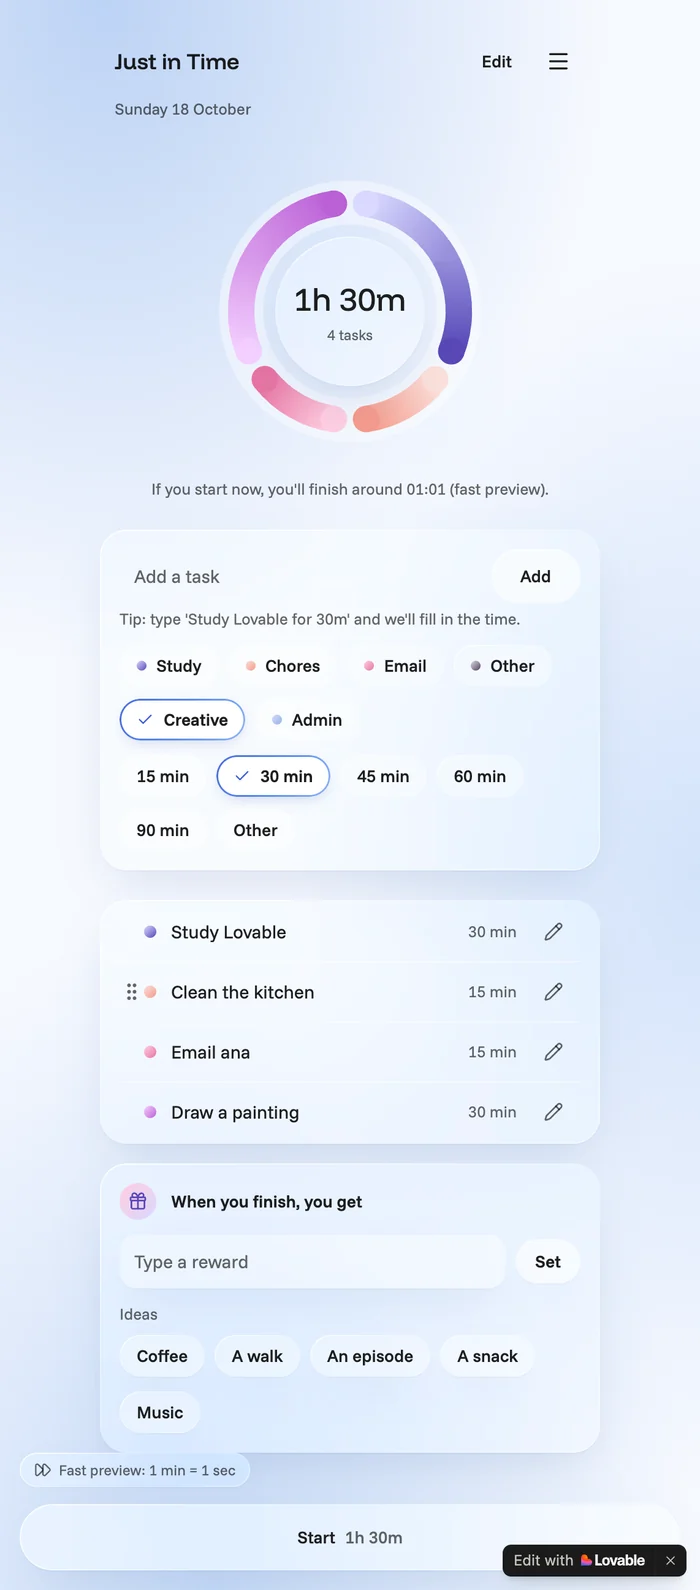 Just in Time
Edit
Sunday 18 October
1h 30m
4 tasks
If you start now, you'll finish around 01:01 (fast preview).
Add a task
Add
Tip: type 'Study Lovable for 30m' and we'll fill in the time.
Study Chores Email Other
Creative Admin
15 min 30 min 45 min 60 min
90 min Other
Study Lovable 30 min
Clean the kitchen 15 min
Email ana 15 min
Draw a painting 30 min
When you finish, you get
Type a reward
Set
Ideas
Coffee A walk An episode A snack
Music
Fast preview: 1 min = 1 sec
Start 1h 30m
Edit with Lovable